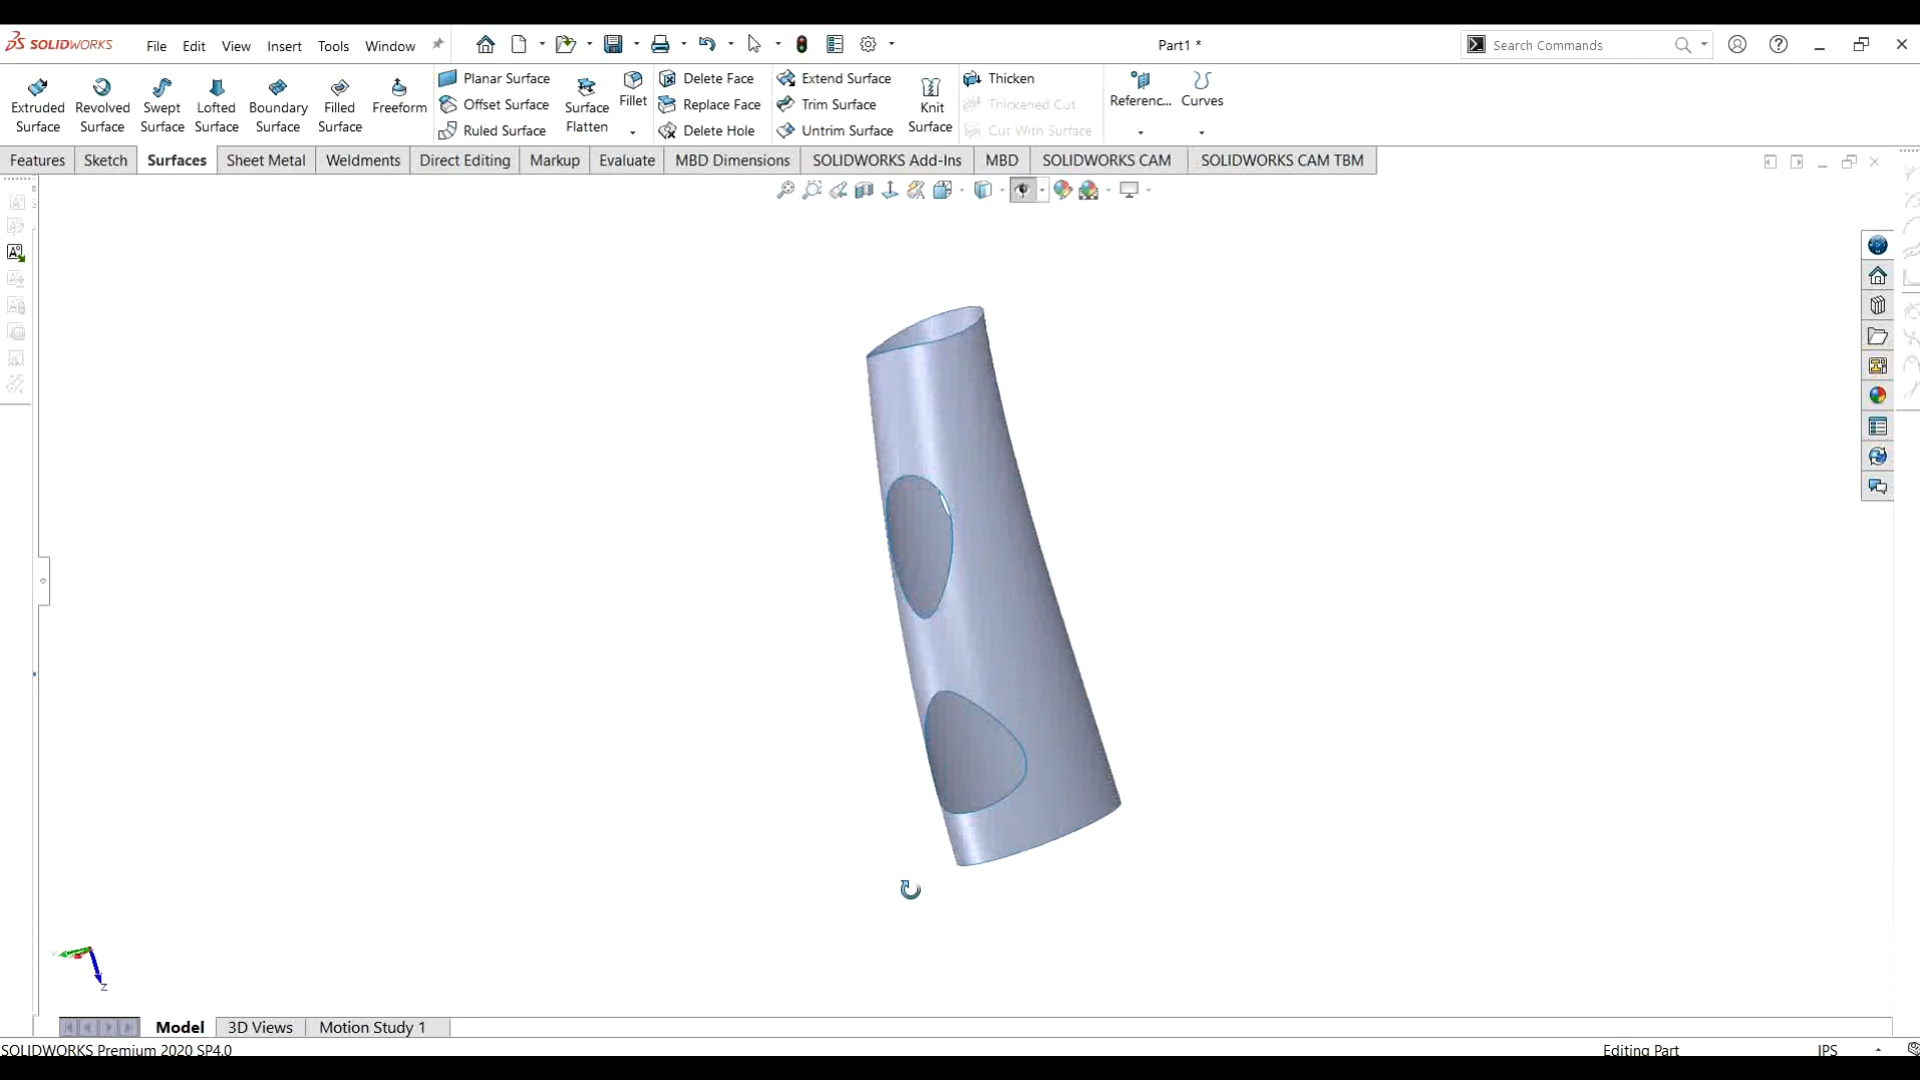 SOLIDWORKS File Edit View Insert Tools Window Part1 * Search Commands
Extruded Surface
Revolved Surface
Swept Surface
Lofted Surface
Boundary Surface
Filled Surface
Freeform
Planar Surface
Offset Surface
Ruled Surface
Surface Flatten
Fillet
Delete Face
Replace Face
Delete Hole
Extend Surface
Trim Surface
Untrim Surface
Knit Surface
Thicken
Thickened Cut
Cut With Surface
Referenc...
Curves
Features Sketch Surfaces Sheet Metal Weldments Direct Editing Markup Evaluate MBD Dimensions SOLIDWORKS Add-Ins MBD SOLIDWORKS CAM SOLIDWORKS CAM TBM
Z
Model 3D Views Motion Study 1
SOLIDWORKS Premium 2020 SP4.0 Editing Part IPS